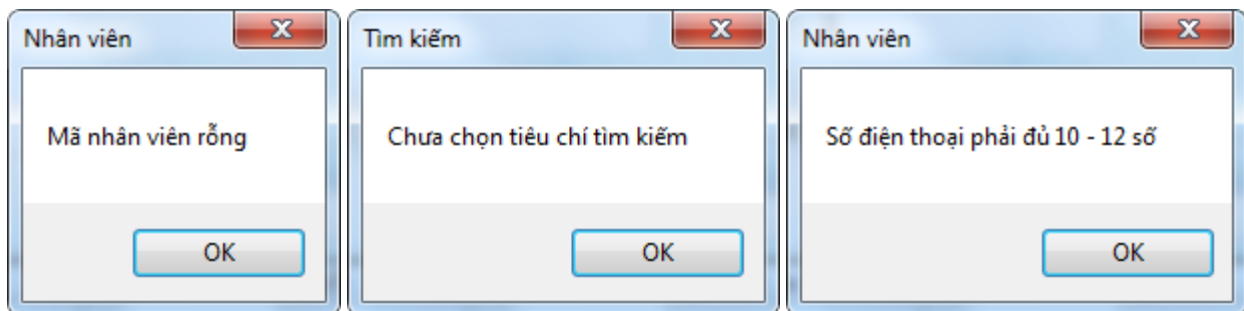 Nhân viên
Mã nhân viên rỗng
OK
Tìm kiếm
Chưa chọn tiêu chí tìm kiếm
OK
Nhân viên
Số điện thoại phải đủ 10 - 12 số
OK